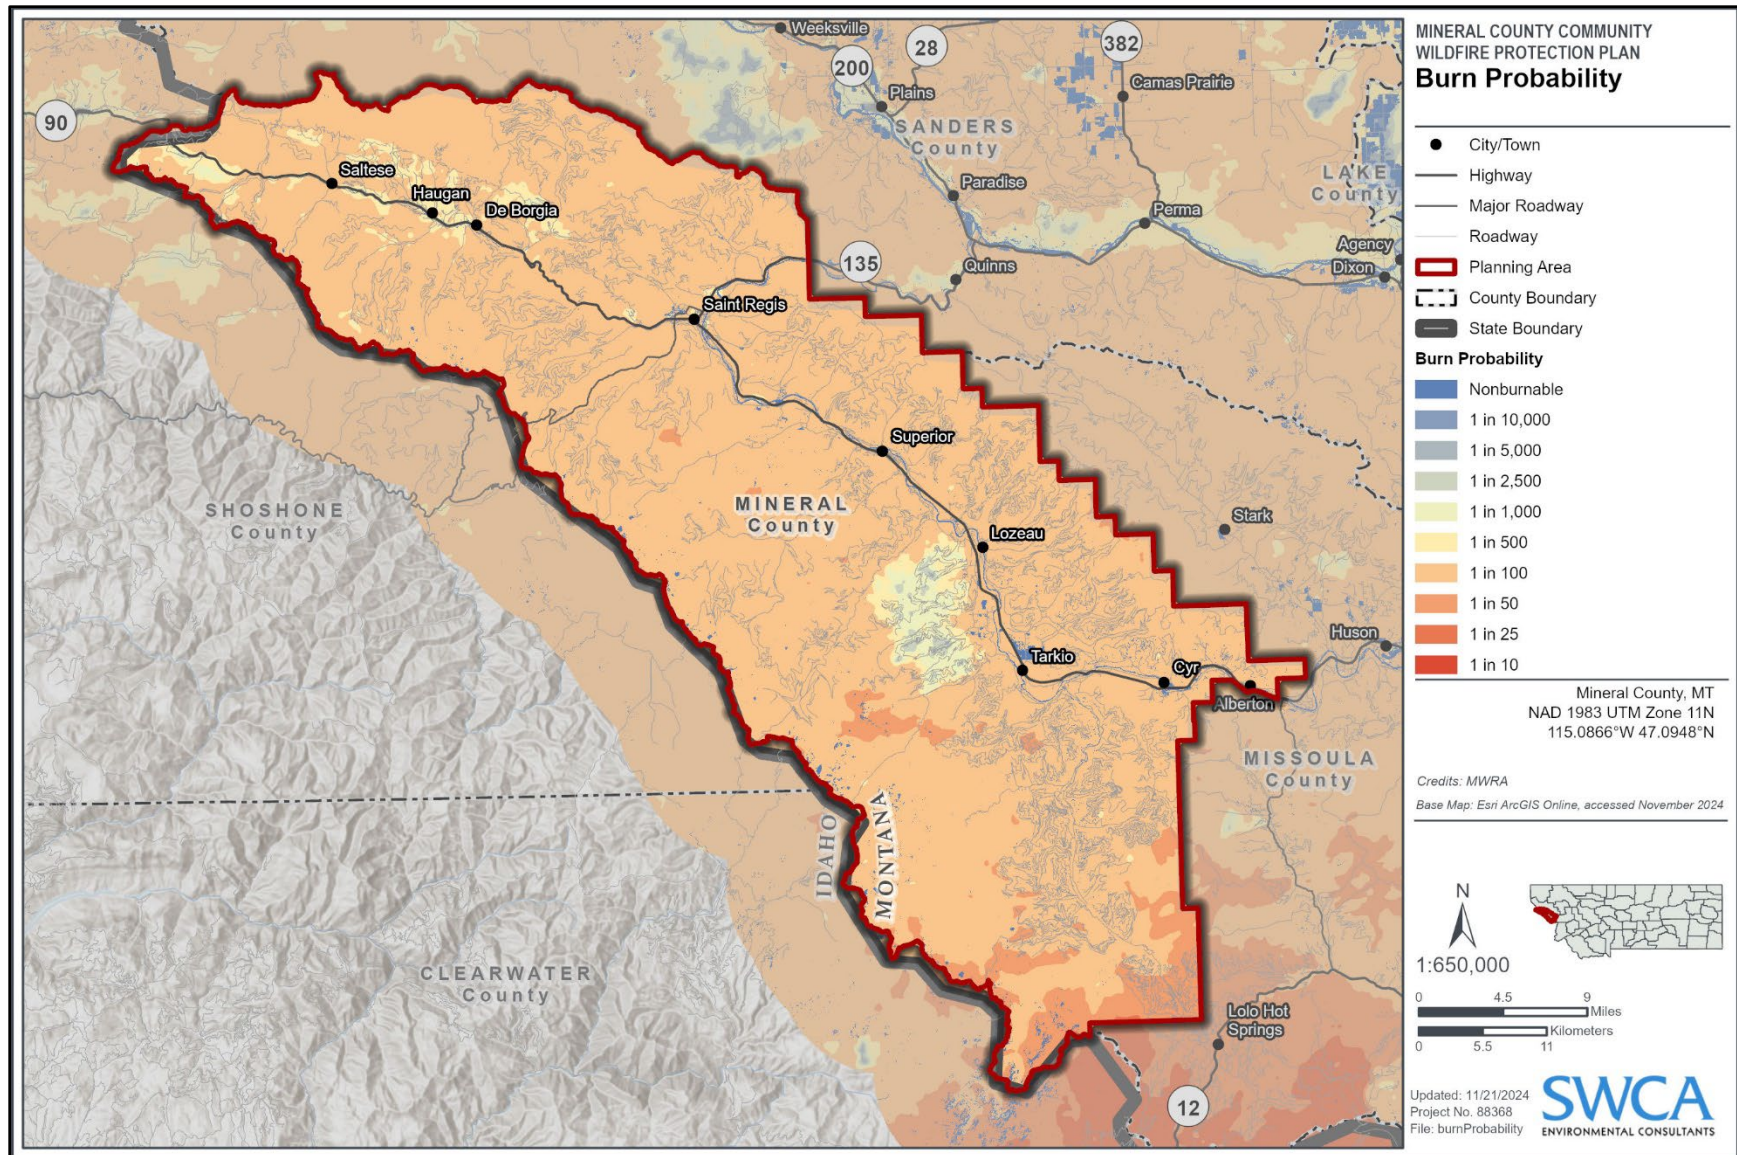 MINERAL COUNTY COMMUNITY
WILDFIRE PROTECTION PLAN
Burn Probability
City/Town
Highway
Major Roadway
Roadway
Planning Area
County Boundary
State Boundary
Burn Probability
Nonburnable
1 in 10,000
1 in 5,000
1 in 2,500
1 in 1,000
1 in 500
1 in 100
1 in 50
1 in 25
1 in 10
Mineral County, MT
NAD 1983 UTM Zone 11N
115.0866°W 47.0948°N
Credits: MWRA
Base Map: Esri ArcGIS Online, accessed November 2024
N
1:650,000
0 4.5 9
Miles
Kilometers
0 5.5 11
Updated: 11/21/2024
Project No. 88368
File: burnProbability
SWCA
ENVIRONMENTAL CONSULTANTS
Weeksville
28
382
200
Camas Prairie
Plains
90
SANDERS
County
LAKE
County
Saltese
Haugan
Paradise
De Borgia
Perma
Agency
135
Quinns
Dixon
Saint Regis
Superior
MINERAL
County
SHOSHONE
County
Stark
Lozeau
Huson
Tarkio
Cyr
Alberton
MISSOULA
County
IDAHO
MONTANA
CLEARWATER
County
Lolo Hot
Springs
12